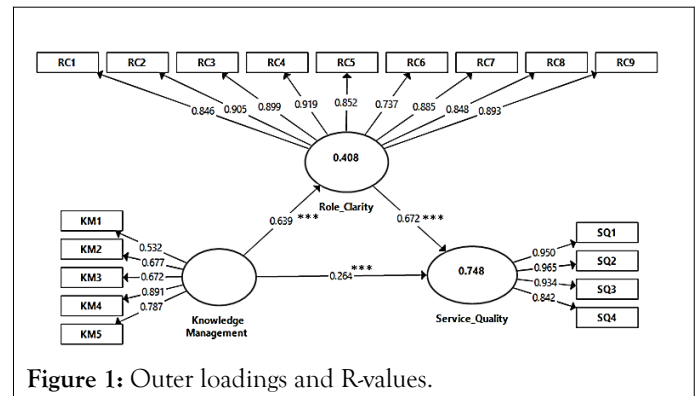 RC1 RC2 RC3 RC4 RC5 RC6 RC7 RC8 RC9
0.846 0.905 0.899 0.919 0.852 0.737 0.885 0.848 0.893
0.408
Role_Clarity
0.639 *** 0.672 ***
KM1
KM2
KM3
KM4
KM5
0.532
0.677
0.672
0.891
0.787
Knowledge
Management
***
0.264
0.748
Service_Quality
0.950
0.965
0.934
0.842
SQ1
SQ2
SQ3
SQ4
Figure 1: Outer loadings and R-values.